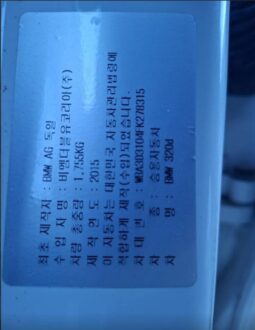 최초 제작자 : BMW AG 독일
수 입 사 명 : 비엠더블유코리아(주)
차량 총중량 : 1,755KG
제 작 연 도 : 2015
이 자동차는 대한민국 자동차관리법령에
적합하게 제작(수입)되었습니다.
차 대 번 호 : WBA3D3104FK278315
차 종 : 승용자동차
차 명 : BMW 320d